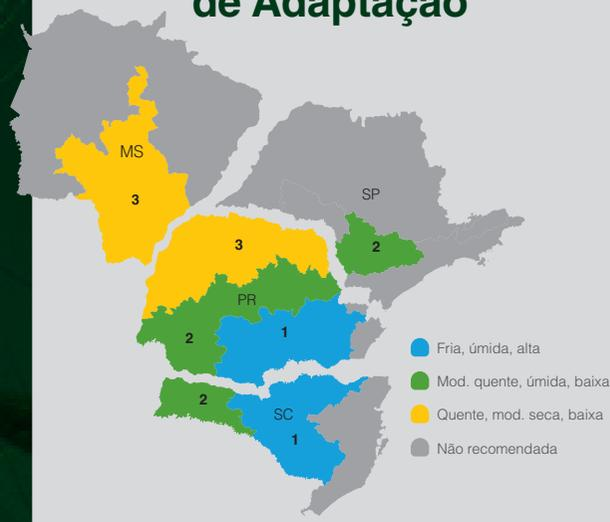 de Adaptação
MS
3
SP
2
3
PR
1
2
2
SC
1
Fria, úmida, alta
Mod. quente, úmida, baixa
Quente, mod. seca, baixa
Não recomendada